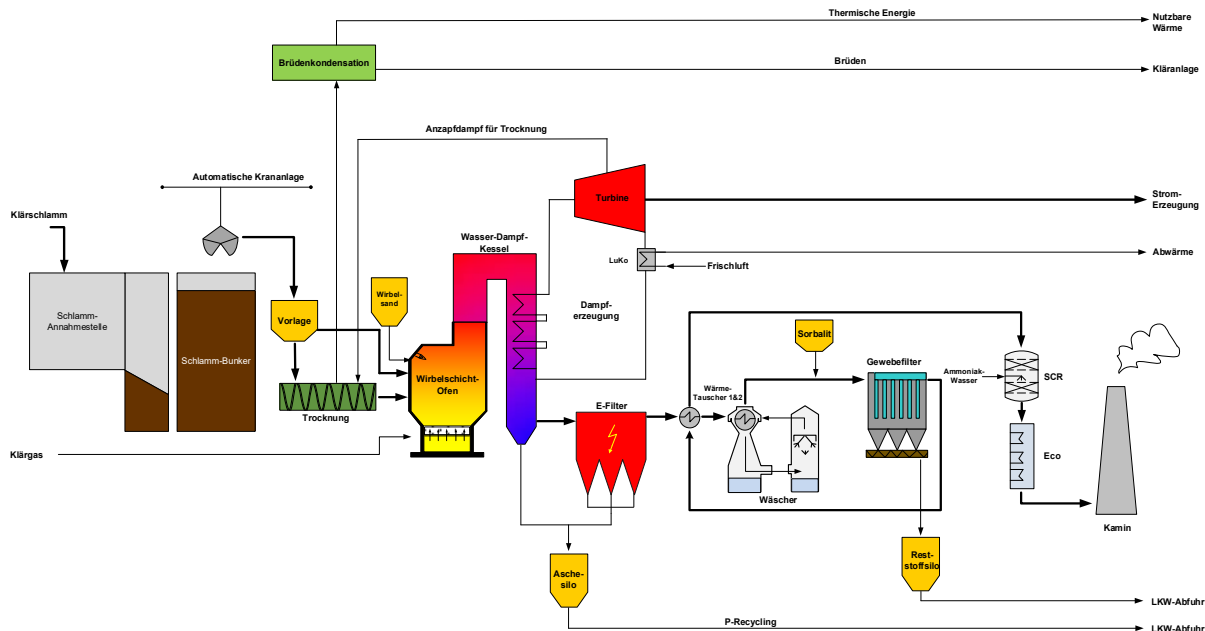 Thermische Energie
Nutzbare
Wärme
Brüdenkondensation
Brüden
Kläranlage
Anzapfdampf für Trocknung
Automatische Krananlage
Turbine
Strom-
Erzeugung
Klärschlamm
Wasser-Dampf-
Kessel
LuKo
Frischluft
Abwärme
Schlamm-
Annahmestelle
Schlamm-Bunker
Vorlage
Wirbel-
sand
Dampf-
erzeugung
Sorbalit
Wirbelschicht-
Ofen
Wärme-
Tauscher 1&2
Gewebefilter
Ammoniak-
Wasser
SCR
Trocknung
E-Filter
Klärgas
Eco
Wäscher
Kamin
Asche-
silo
Rest-
stoffsilo
LKW-Abfuhr
P-Recycling
LKW-Abfuhr